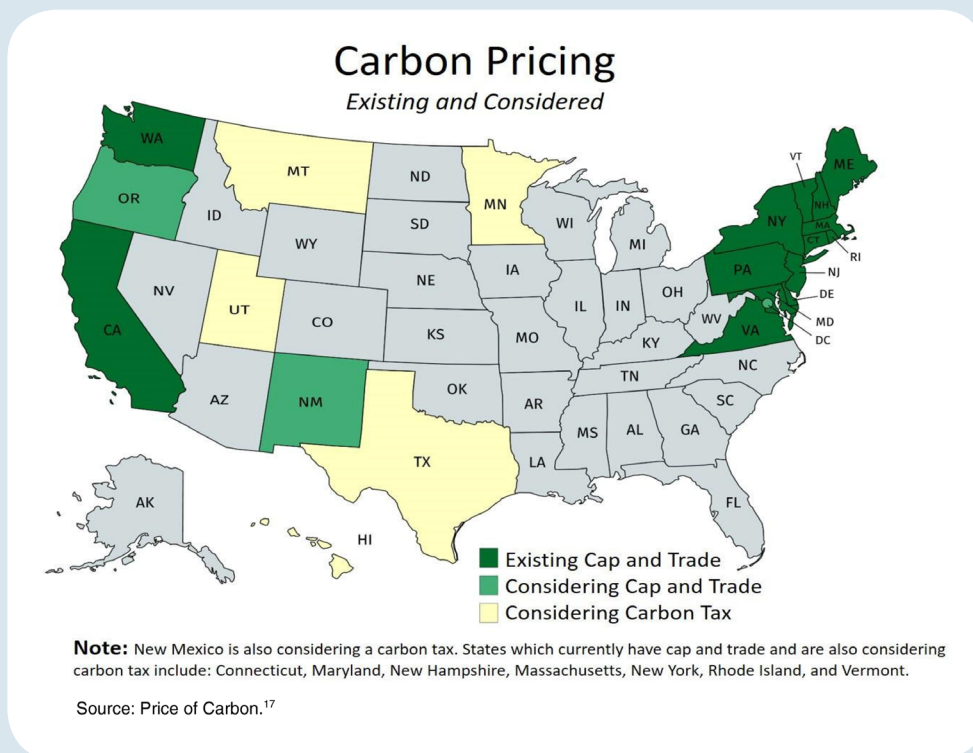 Carbon Pricing
Existing and Considered
WA
OR
CA
ID
NV
MT
WY
UT
AZ
CO
NM
ND
SD
NE
KS
OK
TX
MN
IA
MO
AR
LA
WI
IL
MI
IN
OH
KY
TN
MS
AL
GA
FL
SC
NC
VA
WV
PA
NY
VT
NH
ME
MA
CT
RI
NJ
DE
MD
DC
AK
HI
Existing Cap and Trade
Considering Cap and Trade
Considering Carbon Tax
Note: New Mexico is also considering a carbon tax. States which currently have cap and trade and are also considering
carbon tax include: Connecticut, Maryland, New Hampshire, Massachusetts, New York, Rhode Island, and Vermont.
Source: Price of Carbon.17